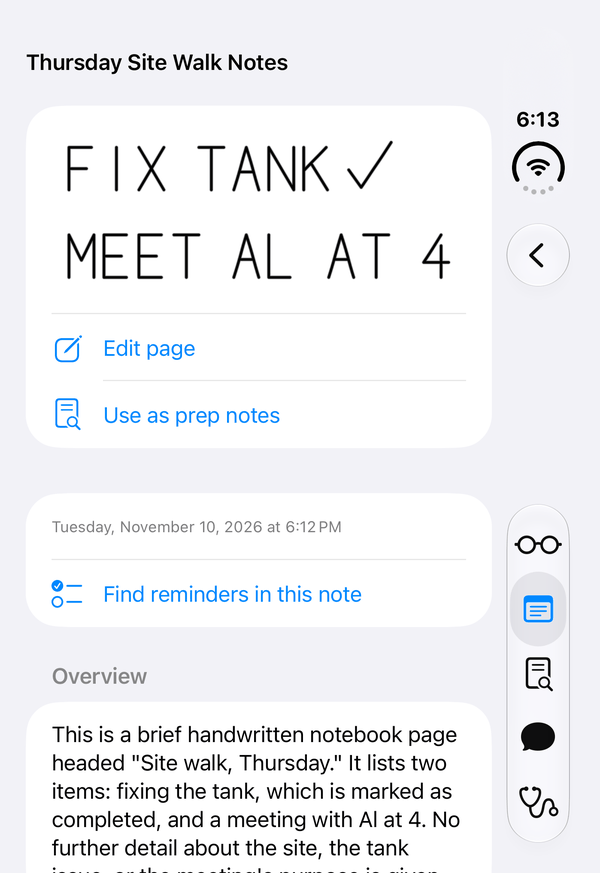 Thursday Site Walk Notes
6:13
FIX TANK ✓
MEET AL AT 4
Edit page
Use as prep notes
Tuesday, November 10, 2026 at 6:12 PM
Find reminders in this note
Overview
This is a brief handwritten notebook page
headed "Site walk, Thursday." It lists two
items: fixing the tank, which is marked as
completed, and a meeting with Al at 4. No
further detail about the site, the tank